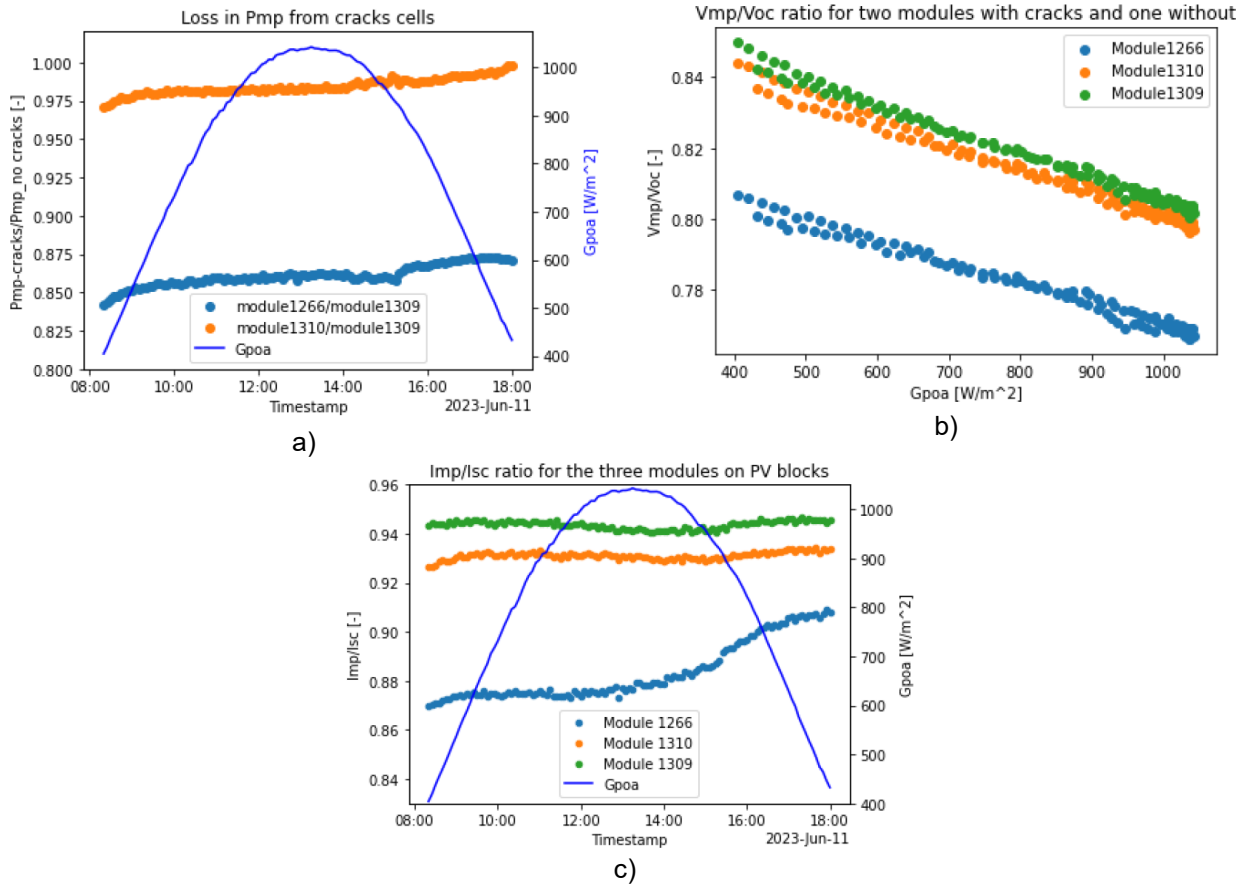 Loss in Pmp from cracks cells
Pmp-cracks/Pmp_no cracks [-]
1.000
0.975
0.950
0.925
0.900
0.875
0.850
0.825
0.800
module1266/module1309
module1310/module1309
Gpoa
1000
900
800
700
600
500
400
Gpoa [W/m^2]
08:00 10:00 12:00 14:00 16:00 18:00
Timestamp
2023-Jun-11
a)
Vmp/Voc ratio for two modules with cracks and one without
Vmp/Voc [-]
0.84
0.82
0.80
0.78
Module1266
Module1310
Module1309
400 500 600 700 800 900 1000
Gpoa [W/m^2]
b)
Imp/Isc ratio for the three modules on PV blocks
Imp/Isc [-]
0.96
0.94
0.92
0.90
0.88
0.86
0.84
Module 1266
Module 1310
Module 1309
Gpoa
1000
900
800
700
600
500
400
Gpoa [W/m^2]
08:00 10:00 12:00 14:00 16:00 18:00
Timestamp
2023-Jun-11
c)